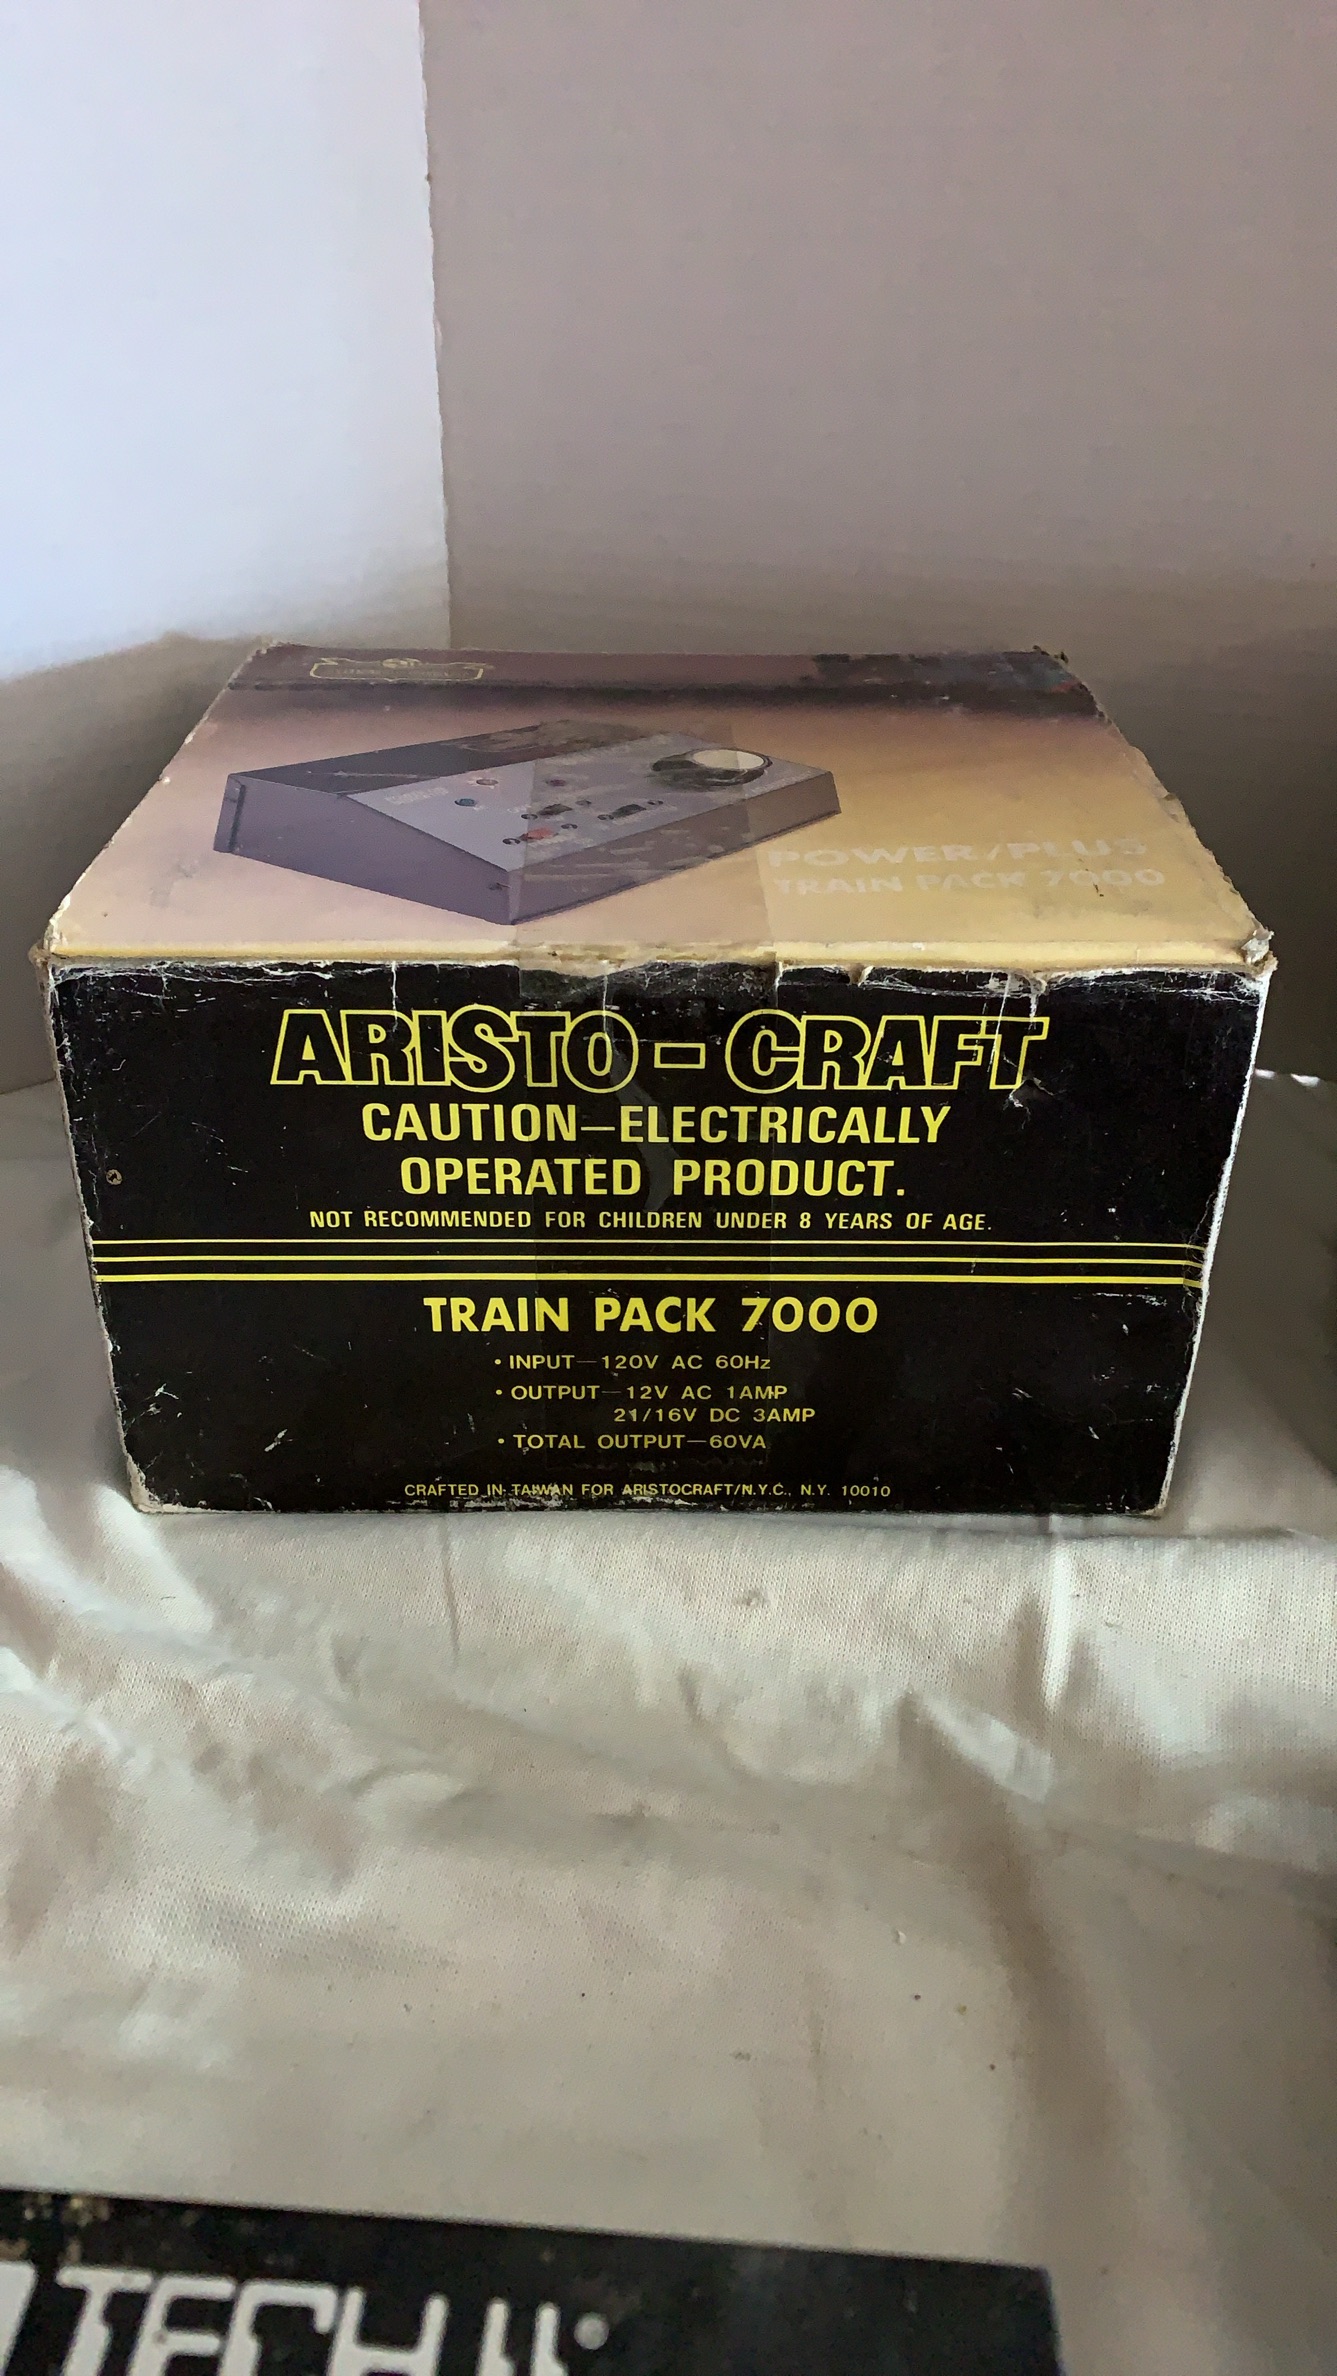 POWER/PLUS
TRAIN PACK 7000
ARISTO-CRAFT
CAUTION—ELECTRICALLY
OPERATED PRODUCT.
NOT RECOMMENDED FOR CHILDREN UNDER 8 YEARS OF AGE.
TRAIN PACK 7000
• INPUT—120V AC 60Hz
• OUTPUT—12V AC 1AMP
21/16V DC 3AMP
• TOTAL OUTPUT—60VA
CRAFTED IN TAIWAN FOR ARISTOCRAFT/N.Y.C., N.Y. 10010
TECH II